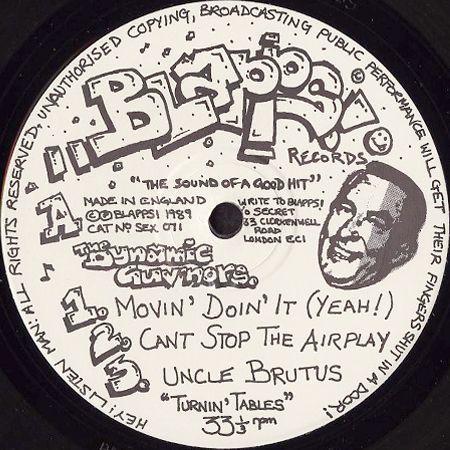 HEY! LISTEN MAN! ALL RIGHTS RESERVED, UNAUTHORISED COPYING, BROADCASTING PUBLIC PERFORMANCE WILL GET THEIR FINGERS SHUT IN A DOOR!
...BLAPPS!
RECORDS
"THE SOUND OF A GOOD HIT"
A
MADE IN ENGLAND
©℗ BLAPPS! 1989
CAT Nº SEX 071
WRITE TO BLAPPS!
% SECRET
33 CLERKENWELL
ROAD
LONDON EC1
THE DYNAMIC
GUVNORS.
1. MOVIN' DOIN' IT (YEAH!)
2. CANT STOP THE AIRPLAY
3. UNCLE BRUTUS
"TURNIN' TABLES"
33⅓ rpm